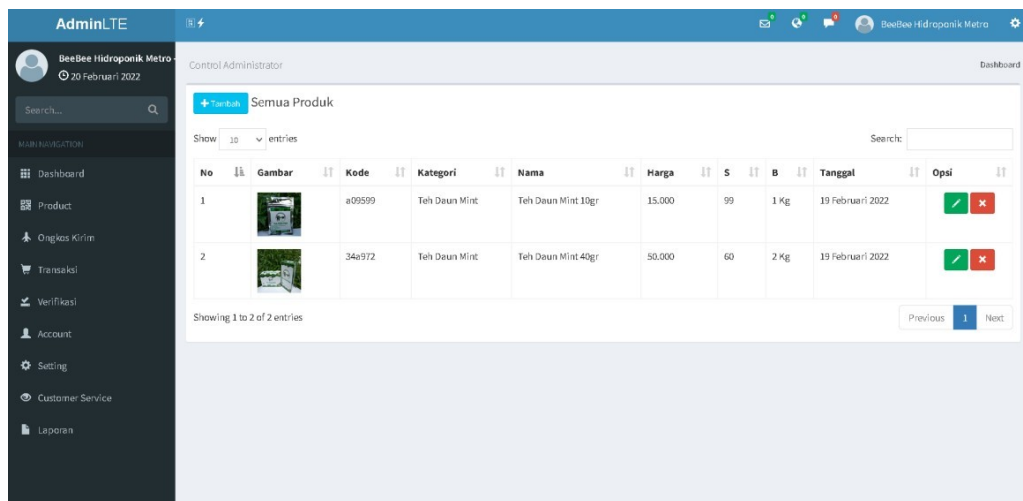 AdminLTE
BeeBee Hidroponik Metro
BeeBee Hidroponik Metro -
20 Februari 2022
Control Administrator
Dashboard
Search...
Tambah Semua Produk
MAIN NAVIGATION
Show 10 entries
Search:
Dashboard
Product
Ongkos Kirim
Transaksi
Verifikasi
Account
Setting
Customer Service
Laporan
No Gambar Kode Kategori Nama Harga S B Tanggal Opsi
1 a09599 Teh Daun Mint Teh Daun Mint 10gr 15.000 99 1 Kg 19 Februari 2022
2 34a972 Teh Daun Mint Teh Daun Mint 40gr 50.000 60 2 Kg 19 Februari 2022
Showing 1 to 2 of 2 entries
Previous 1 Next